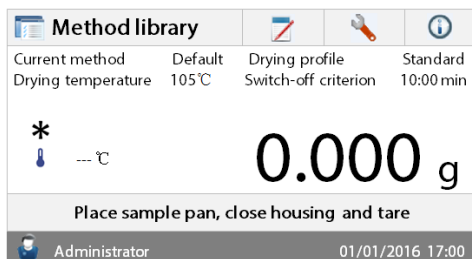 Method library
Current method Default Drying profile Standard
Drying temperature 105℃ Switch-off criterion 10:00 min
*
--- ℃ 0.000 g
Place sample pan, close housing and tare
Administrator 01/01/2016 17:00